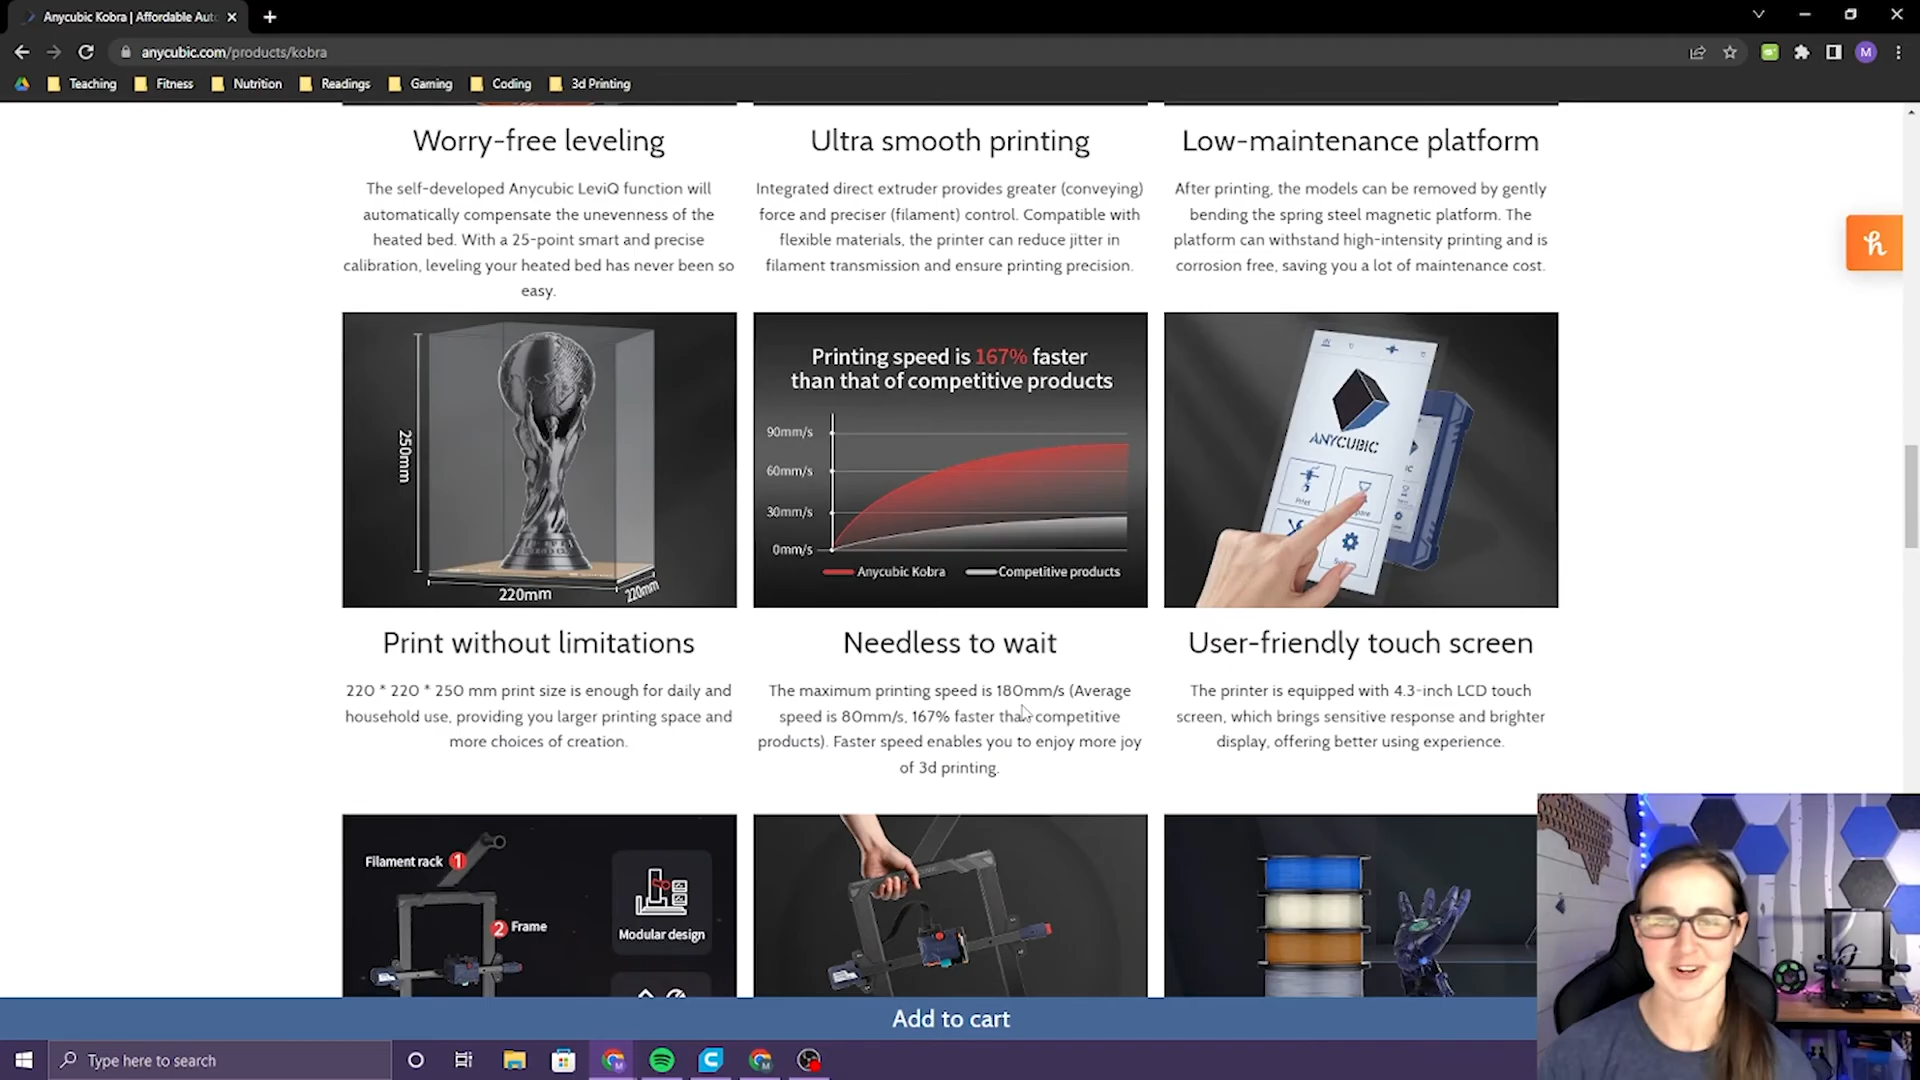 Anycubic Kobra | Affordable Aut
anycubic.com/products/kobra
M
Teaching
Fitness
Nutrition
Readings
Gaming
Coding
3d Printing
Worry-free leveling
The self-developed Anycubic LeviQ function will
automatically compensate the unevenness of the
heated bed. With a 25-point smart and precise
calibration, leveling your heated bed has never been so
easy.
Ultra smooth printing
Integrated direct extruder provides greater (conveying)
force and preciser (filament) control. Compatible with
flexible materials, the printer can reduce jitter in
filament transmission and ensure printing precision.
Low-maintenance platform
After printing, the models can be removed by gently
bending the spring steel magnetic platform. The
platform can withstand high-intensity printing and is
corrosion free, saving you a lot of maintenance cost.
h
250mm
220mm
220mm
Printing speed is 167% faster
than that of competitive products
90mm/s
60mm/s
30mm/s
0mm/s
Anycubic Kobra
Competitive products
ANYCUBIC
Print
Print without limitations
220 * 220 * 250 mm print size is enough for daily and
household use, providing you larger printing space and
more choices of creation.
Needless to wait
The maximum printing speed is 180mm/s (Average
speed is 80mm/s, 167% faster than competitive
products). Faster speed enables you to enjoy more joy
of 3d printing.
User-friendly touch screen
The printer is equipped with 4.3-inch LCD touch
screen, which brings sensitive response and brighter
display, offering better using experience.
Filament rack 1
2 Frame
Modular design
Add to cart
Type here to search